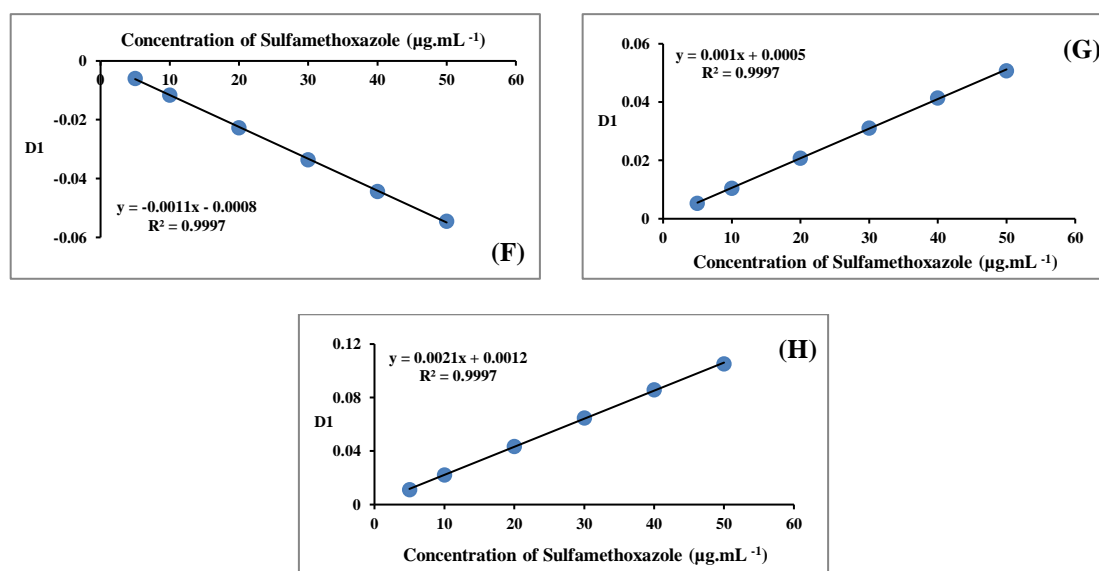 Concentration of Sulfamethoxazole (µg.mL -1)
0
0 10 20 30 40 50 60
-0.02
D1
-0.04
y = -0.0011x - 0.0008
R² = 0.9997
-0.06
(F)
0.06
y = 0.001x + 0.0005
R² = 0.9997
(G)
0.04
D1
0.02
0
0 10 20 30 40 50 60
Concentration of Sulfamethoxazole (µg.mL -1)
0.12
y = 0.0021x + 0.0012
R² = 0.9997
(H)
0.08
D1
0.04
0
0 10 20 30 40 50 60
Concentration of Sulfamethoxazole (µg.mL -1)